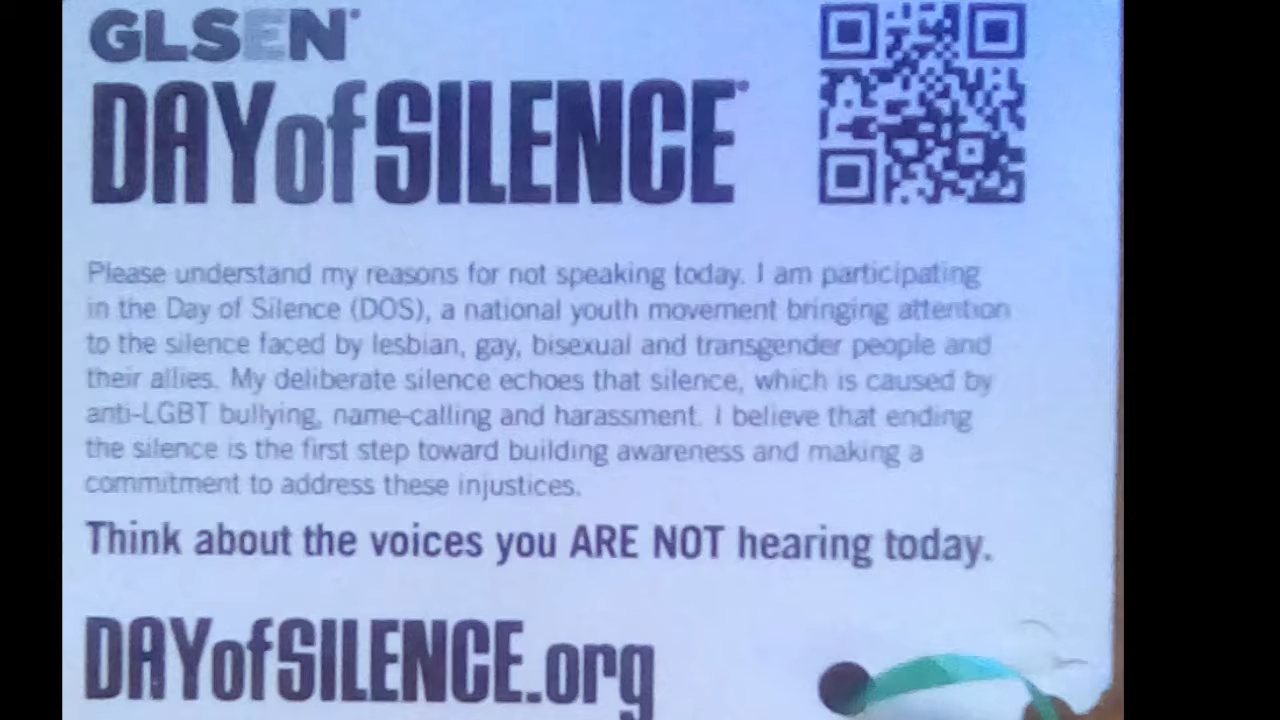 GLSEN®
DAYofSILENCE®
Please understand my reasons for not speaking today. I am participating
in the Day of Silence (DOS), a national youth movement bringing attention
to the silence faced by lesbian, gay, bisexual and transgender people and
their allies. My deliberate silence echoes that silence, which is caused by
anti-LGBT bullying, name-calling and harassment. I believe that ending
the silence is the first step toward building awareness and making a
commitment to address these injustices.
Think about the voices you ARE NOT hearing today.
DAYofSILENCE.org